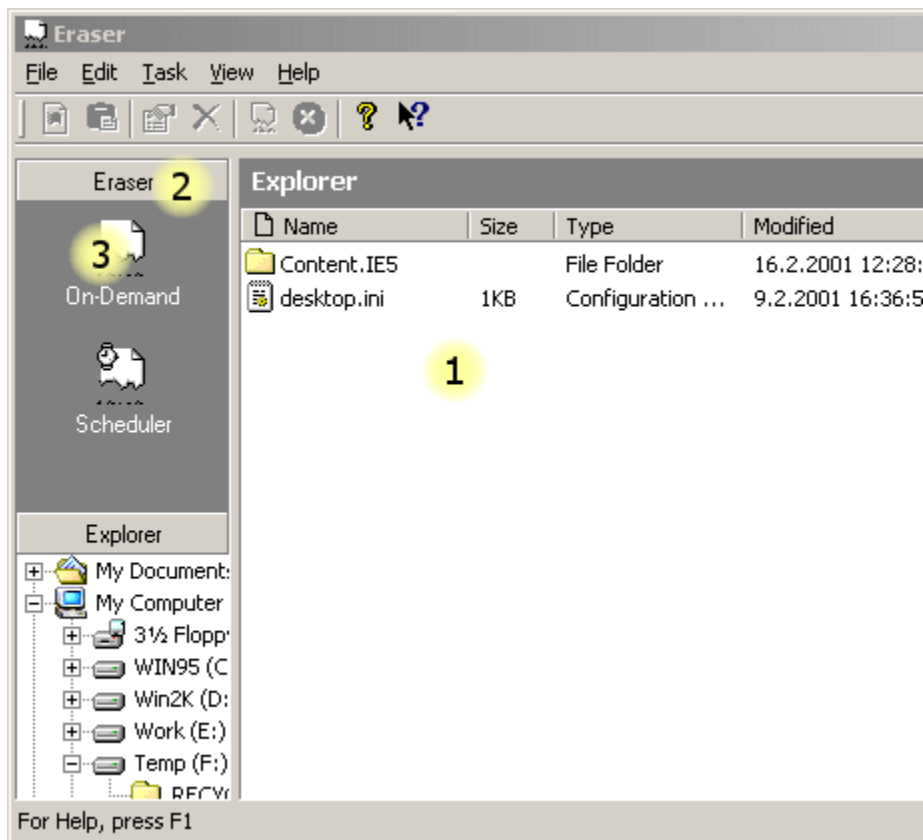 Eraser
File Edit Task View Help
Eraser 2
Explorer
Name Size Type Modified
3
Content.IE5 File Folder 16.2.2001 12:28:
On-Demand
desktop.ini 1KB Configuration ... 9.2.2001 16:36:5
1
Scheduler
Explorer
My Document
My Computer
3½ Floppy
WIN95 (C
Win2K (D:
Work (E:)
Temp (F:)
RECY
For Help, press F1